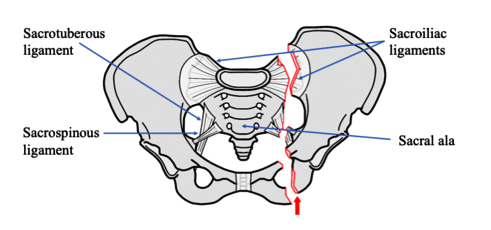 Sacrotuberous
ligament
Sacroiliac
ligaments
Sacrospinous
ligament
Sacral ala